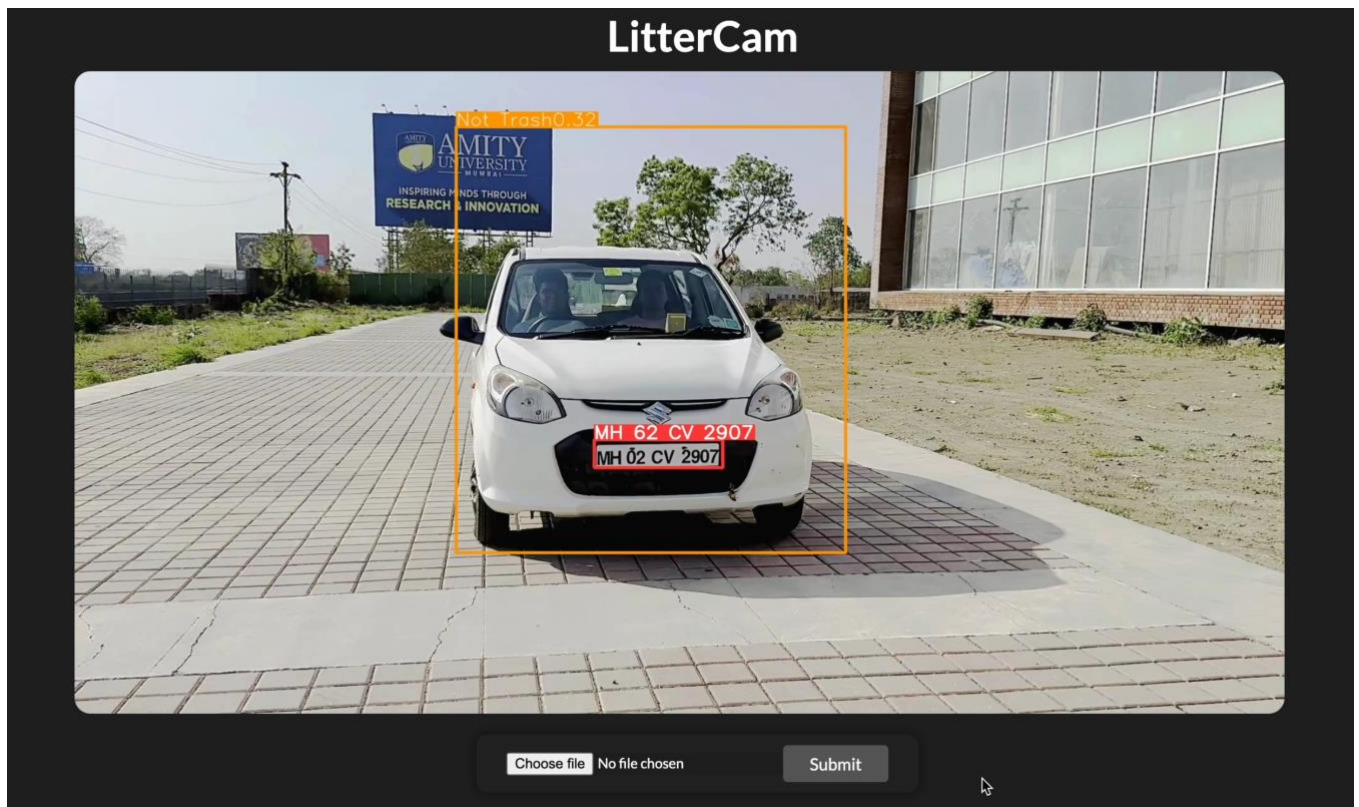 LitterCam
Not Trash0.32
AMITY
AMITY
UNIVERSITY
MUMBAI
INSPIRING MINDS THROUGH
RESEARCH & INNOVATION
MH 62 CV 2907
MH 02 CV 2907
Choose file No file chosen
Submit